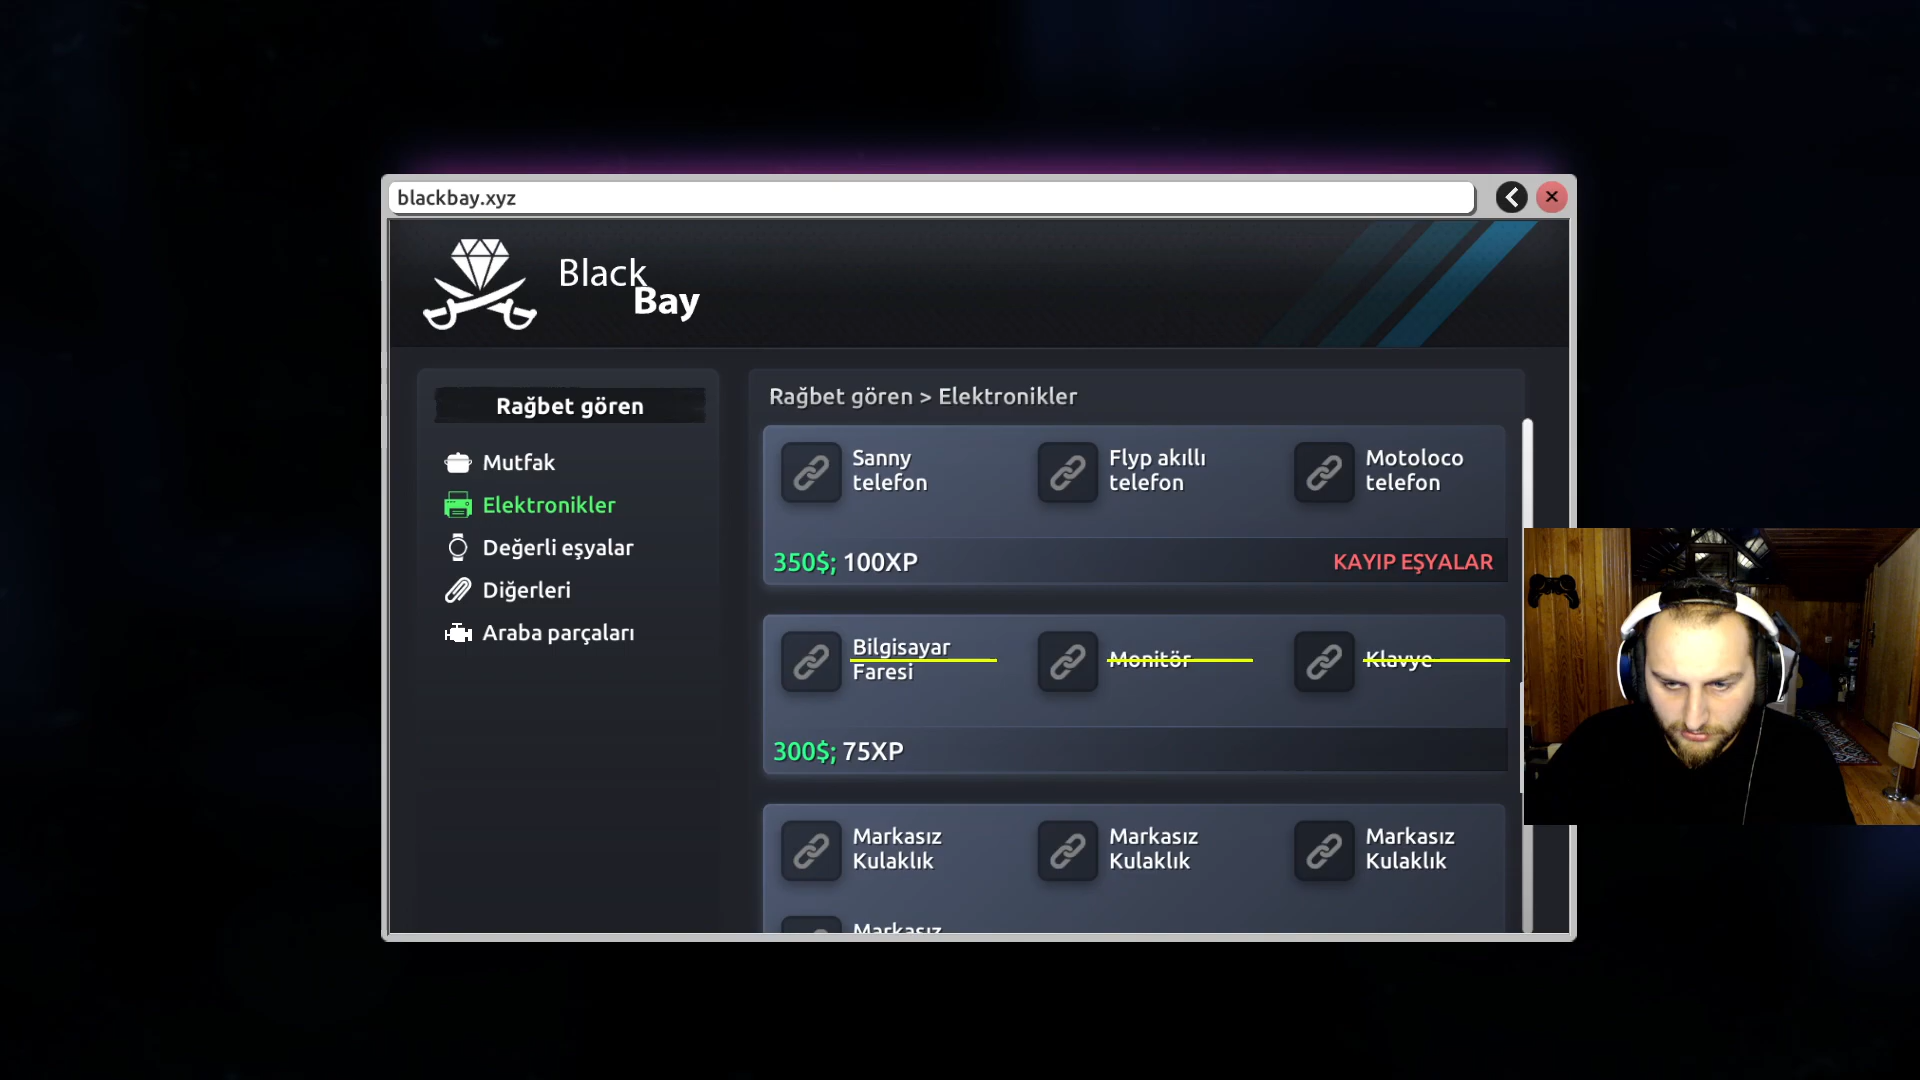 blackbay.xyz
Black
Bay
Rağbet gören
Mutfak
Elektronikler
Değerli eşyalar
Diğerleri
Araba parçaları
Rağbet gören > Elektronikler
Sanny
telefon
Flyp akıllı
telefon
Motoloco
telefon
350$; 100XP
KAYIP EŞYALAR
Bilgisayar
Faresi
Monitör
Klavye
300$; 75XP
Markasız
Kulaklık
Markasız
Kulaklık
Markasız
Kulaklık
Markasız